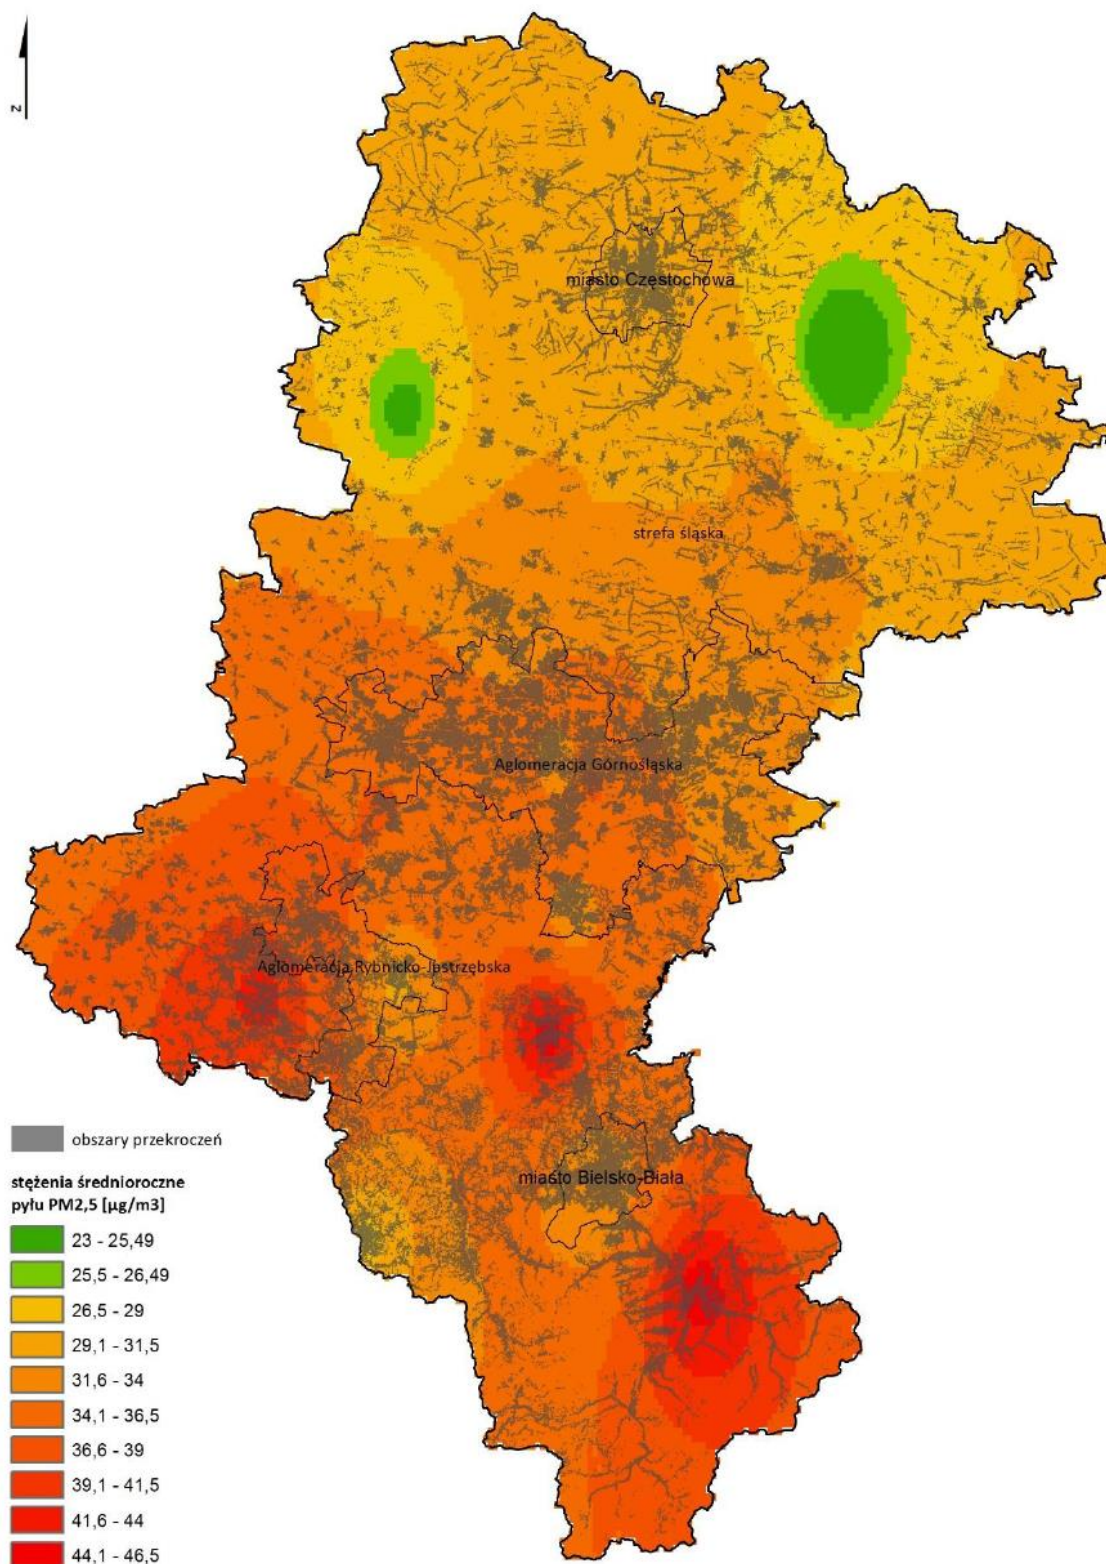 z
miasto Częstochowa
strefa śląska
Aglomeracja Górnośląska
Aglomeracja Rybnicko-Jastrzębska
miasto Bielsko-Biała
obszary przekroczeń
stężenia średnioroczne
pyłu PM2,5 [µg/m3]
23 - 25,49
25,5 - 26,49
26,5 - 29
29,1 - 31,5
31,6 - 34
34,1 - 36,5
36,6 - 39
39,1 - 41,5
41,6 - 44
44,1 - 46,5